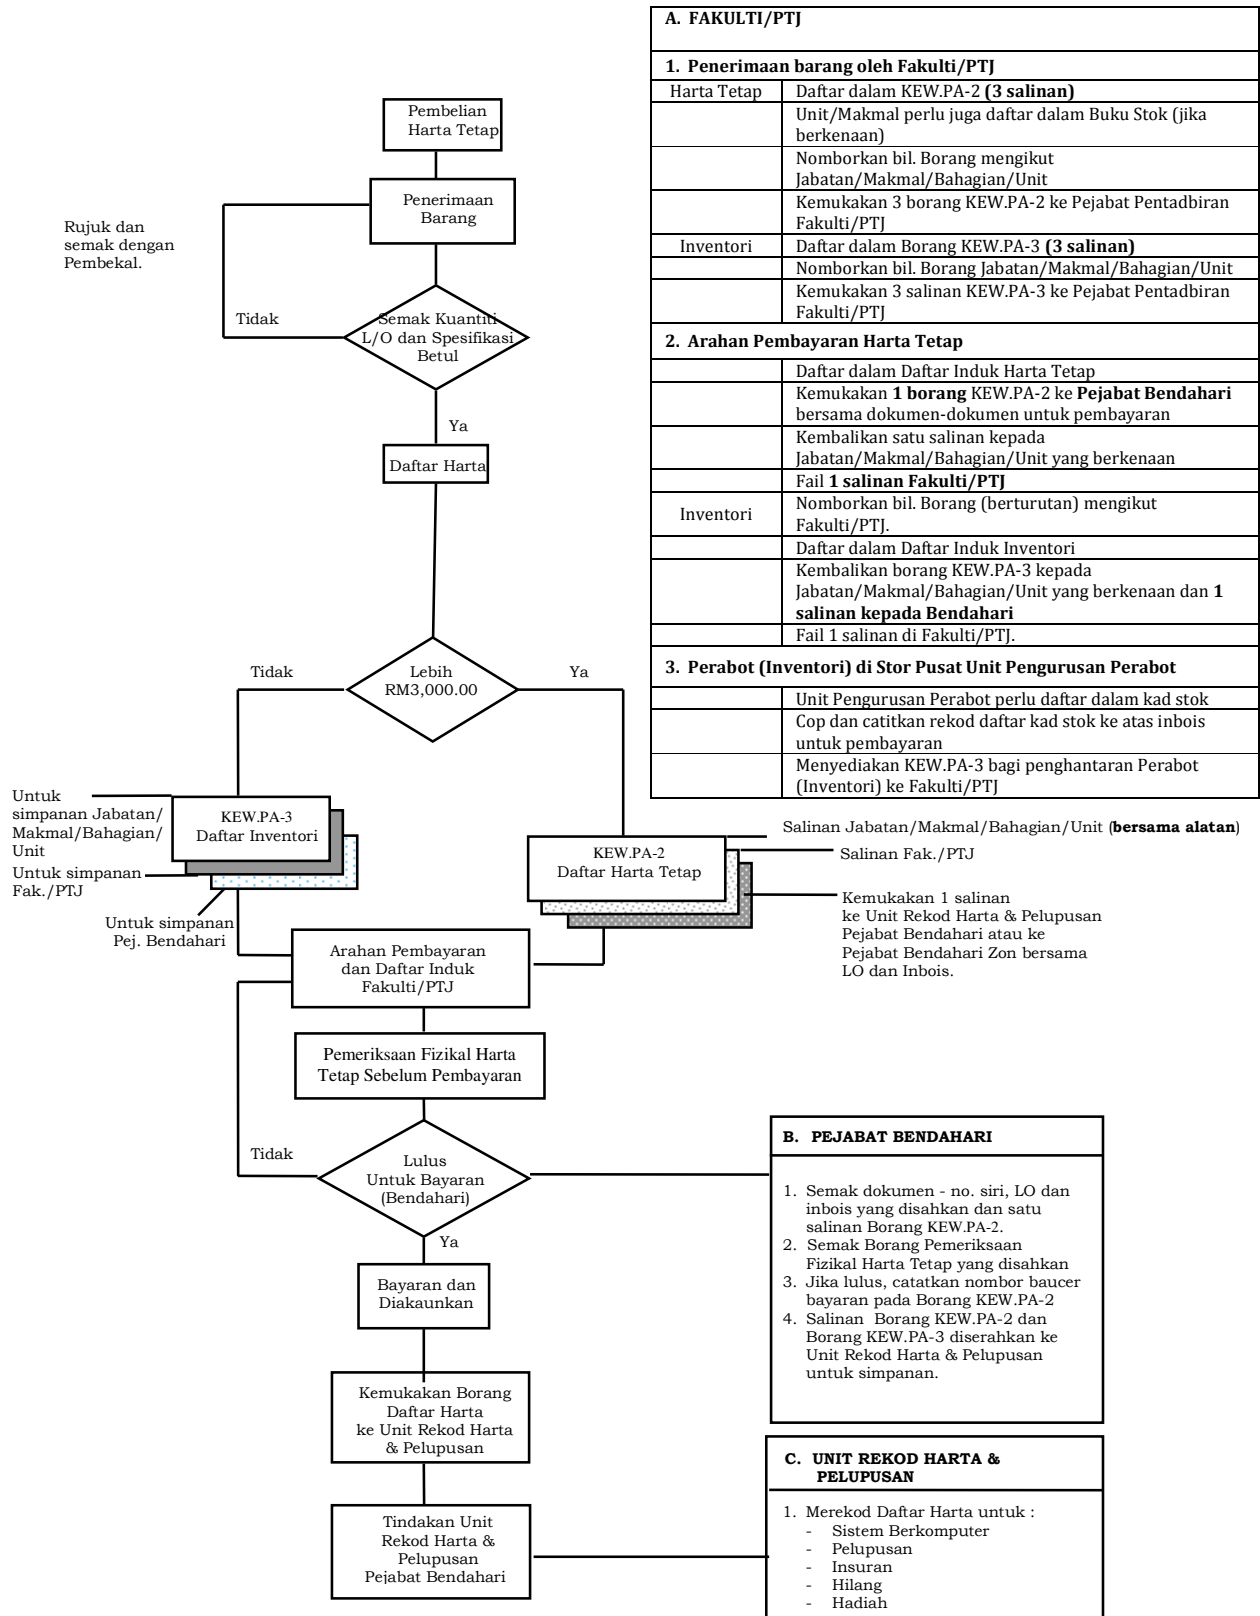 A. FAKULTI/PTJ
1. Penerimaan barang oleh Fakulti/PTJ
Harta Tetap
Daftar dalam KEW.PA-2 (3 salinan)
Unit/Makmal perlu juga daftar dalam Buku Stok (jika
berkenaan)
Nomborkan bil. Borang mengikut
Jabatan/Makmal/Bahagian/Unit
Kemukakan 3 borang KEW.PA-2 ke Pejabat Pentadbiran
Fakulti/PTJ
Inventori
Daftar dalam Borang KEW.PA-3 (3 salinan)
Nomborkan bil. Borang Jabatan/Makmal/Bahagian/Unit
Kemukakan 3 salinan KEW.PA-3 ke Pejabat Pentadbiran
Fakulti/PTJ
2. Arahan Pembayaran Harta Tetap
Daftar dalam Daftar Induk Harta Tetap
Kemukakan 1 borang KEW.PA-2 ke Pejabat Bendahari
bersama dokumen-dokumen untuk pembayaran
Kembalikan satu salinan kepada
Jabatan/Makmal/Bahagian/Unit yang berkenaan
Fail 1 salinan Fakulti/PTJ
Inventori
Nomborkan bil. Borang (berturutan) mengikut
Fakulti/PTJ.
Daftar dalam Daftar Induk Inventori
Kembalikan borang KEW.PA-3 kepada
Jabatan/Makmal/Bahagian/Unit yang berkenaan dan 1
salinan kepada Bendahari
Fail 1 salinan di Fakulti/PTJ.
3. Perabot (Inventori) di Stor Pusat Unit Pengurusan Perabot
Unit Pengurusan Perabot perlu daftar dalam kad stok
Cop dan catitkan rekod daftar kad stok ke atas inbois
untuk pembayaran
Menyediakan KEW.PA-3 bagi penghantaran Perabot
(Inventori) ke Fakulti/PTJ
Pembelian
Harta Tetap
Penerimaan
Barang
Rujuk dan
semak dengan
Pembekal.
Tidak
Semak Kuantiti
L/O dan Spesifikasi
Betul
Ya
Daftar Harta
Tidak
Lebih
RM3,000.00
Ya
Untuk
simpanan Jabatan/
Makmal/Bahagian/
Unit
Untuk simpanan
Fak./PTJ
Untuk simpanan
Pej. Bendahari
KEW.PA-3
Daftar Inventori
KEW.PA-2
Daftar Harta Tetap
Salinan Jabatan/Makmal/Bahagian/Unit (bersama alatan)
Salinan Fak./PTJ
Kemukakan 1 salinan
ke Unit Rekod Harta & Pelupusan
Pejabat Bendahari atau ke
Pejabat Bendahari Zon bersama
LO dan Inbois.
Arahan Pembayaran
dan Daftar Induk
Fakulti/PTJ
Pemeriksaan Fizikal Harta
Tetap Sebelum Pembayaran
Tidak
Lulus
Untuk Bayaran
(Bendahari)
Ya
Bayaran dan
Diakaunkan
Kemukakan Borang
Daftar Harta
ke Unit Rekod Harta
& Pelupusan
Tindakan Unit
Rekod Harta &
Pelupusan
Pejabat Bendahari
B. PEJABAT BENDAHARI
1. Semak dokumen - no. siri, LO dan
inbois yang disahkan dan satu
salinan Borang KEW.PA-2.
2. Semak Borang Pemeriksaan
Fizikal Harta Tetap yang disahkan
3. Jika lulus, catatkan nombor baucer
bayaran pada Borang KEW.PA-2
4. Salinan Borang KEW.PA-2 dan
Borang KEW.PA-3 diserahkan ke
Unit Rekod Harta & Pelupusan
untuk simpanan.
C. UNIT REKOD HARTA &
PELUPUSAN
1. Merekod Daftar Harta untuk :
- Sistem Berkomputer
- Pelupusan
- Insuran
- Hilang
- Hadiah